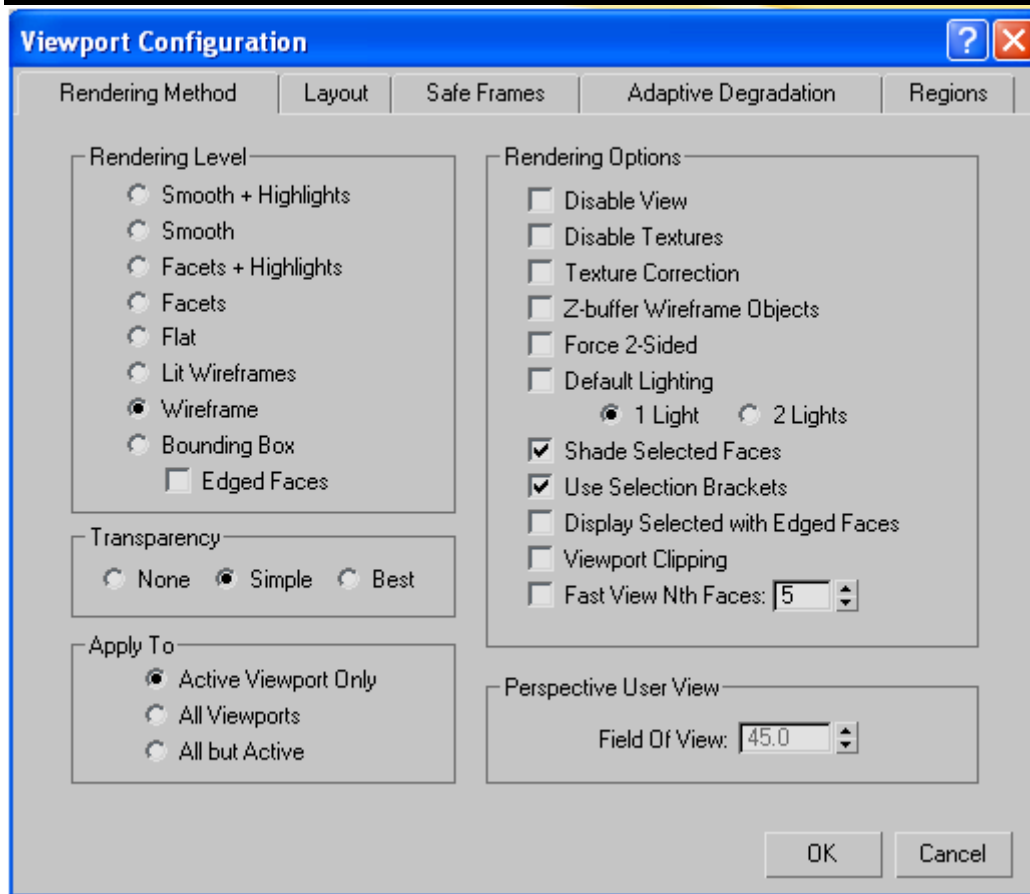 Viewport Configuration
Rendering Method
Layout
Safe Frames
Adaptive Degradation
Regions
Rendering Level
Smooth + Highlights
Smooth
Facets + Highlights
Facets
Flat
Lit Wireframes
Wireframe
Bounding Box
Edged Faces
Transparency
None Simple Best
Apply To
Active Viewport Only
All Viewports
All but Active
Rendering Options
Disable View
Disable Textures
Texture Correction
Z-buffer Wireframe Objects
Force 2-Sided
Default Lighting
1 Light 2 Lights
Shade Selected Faces
Use Selection Brackets
Display Selected with Edged Faces
Viewport Clipping
Fast View Nth Faces: 5
Perspective User View
Field Of View: 45.0
OK
Cancel